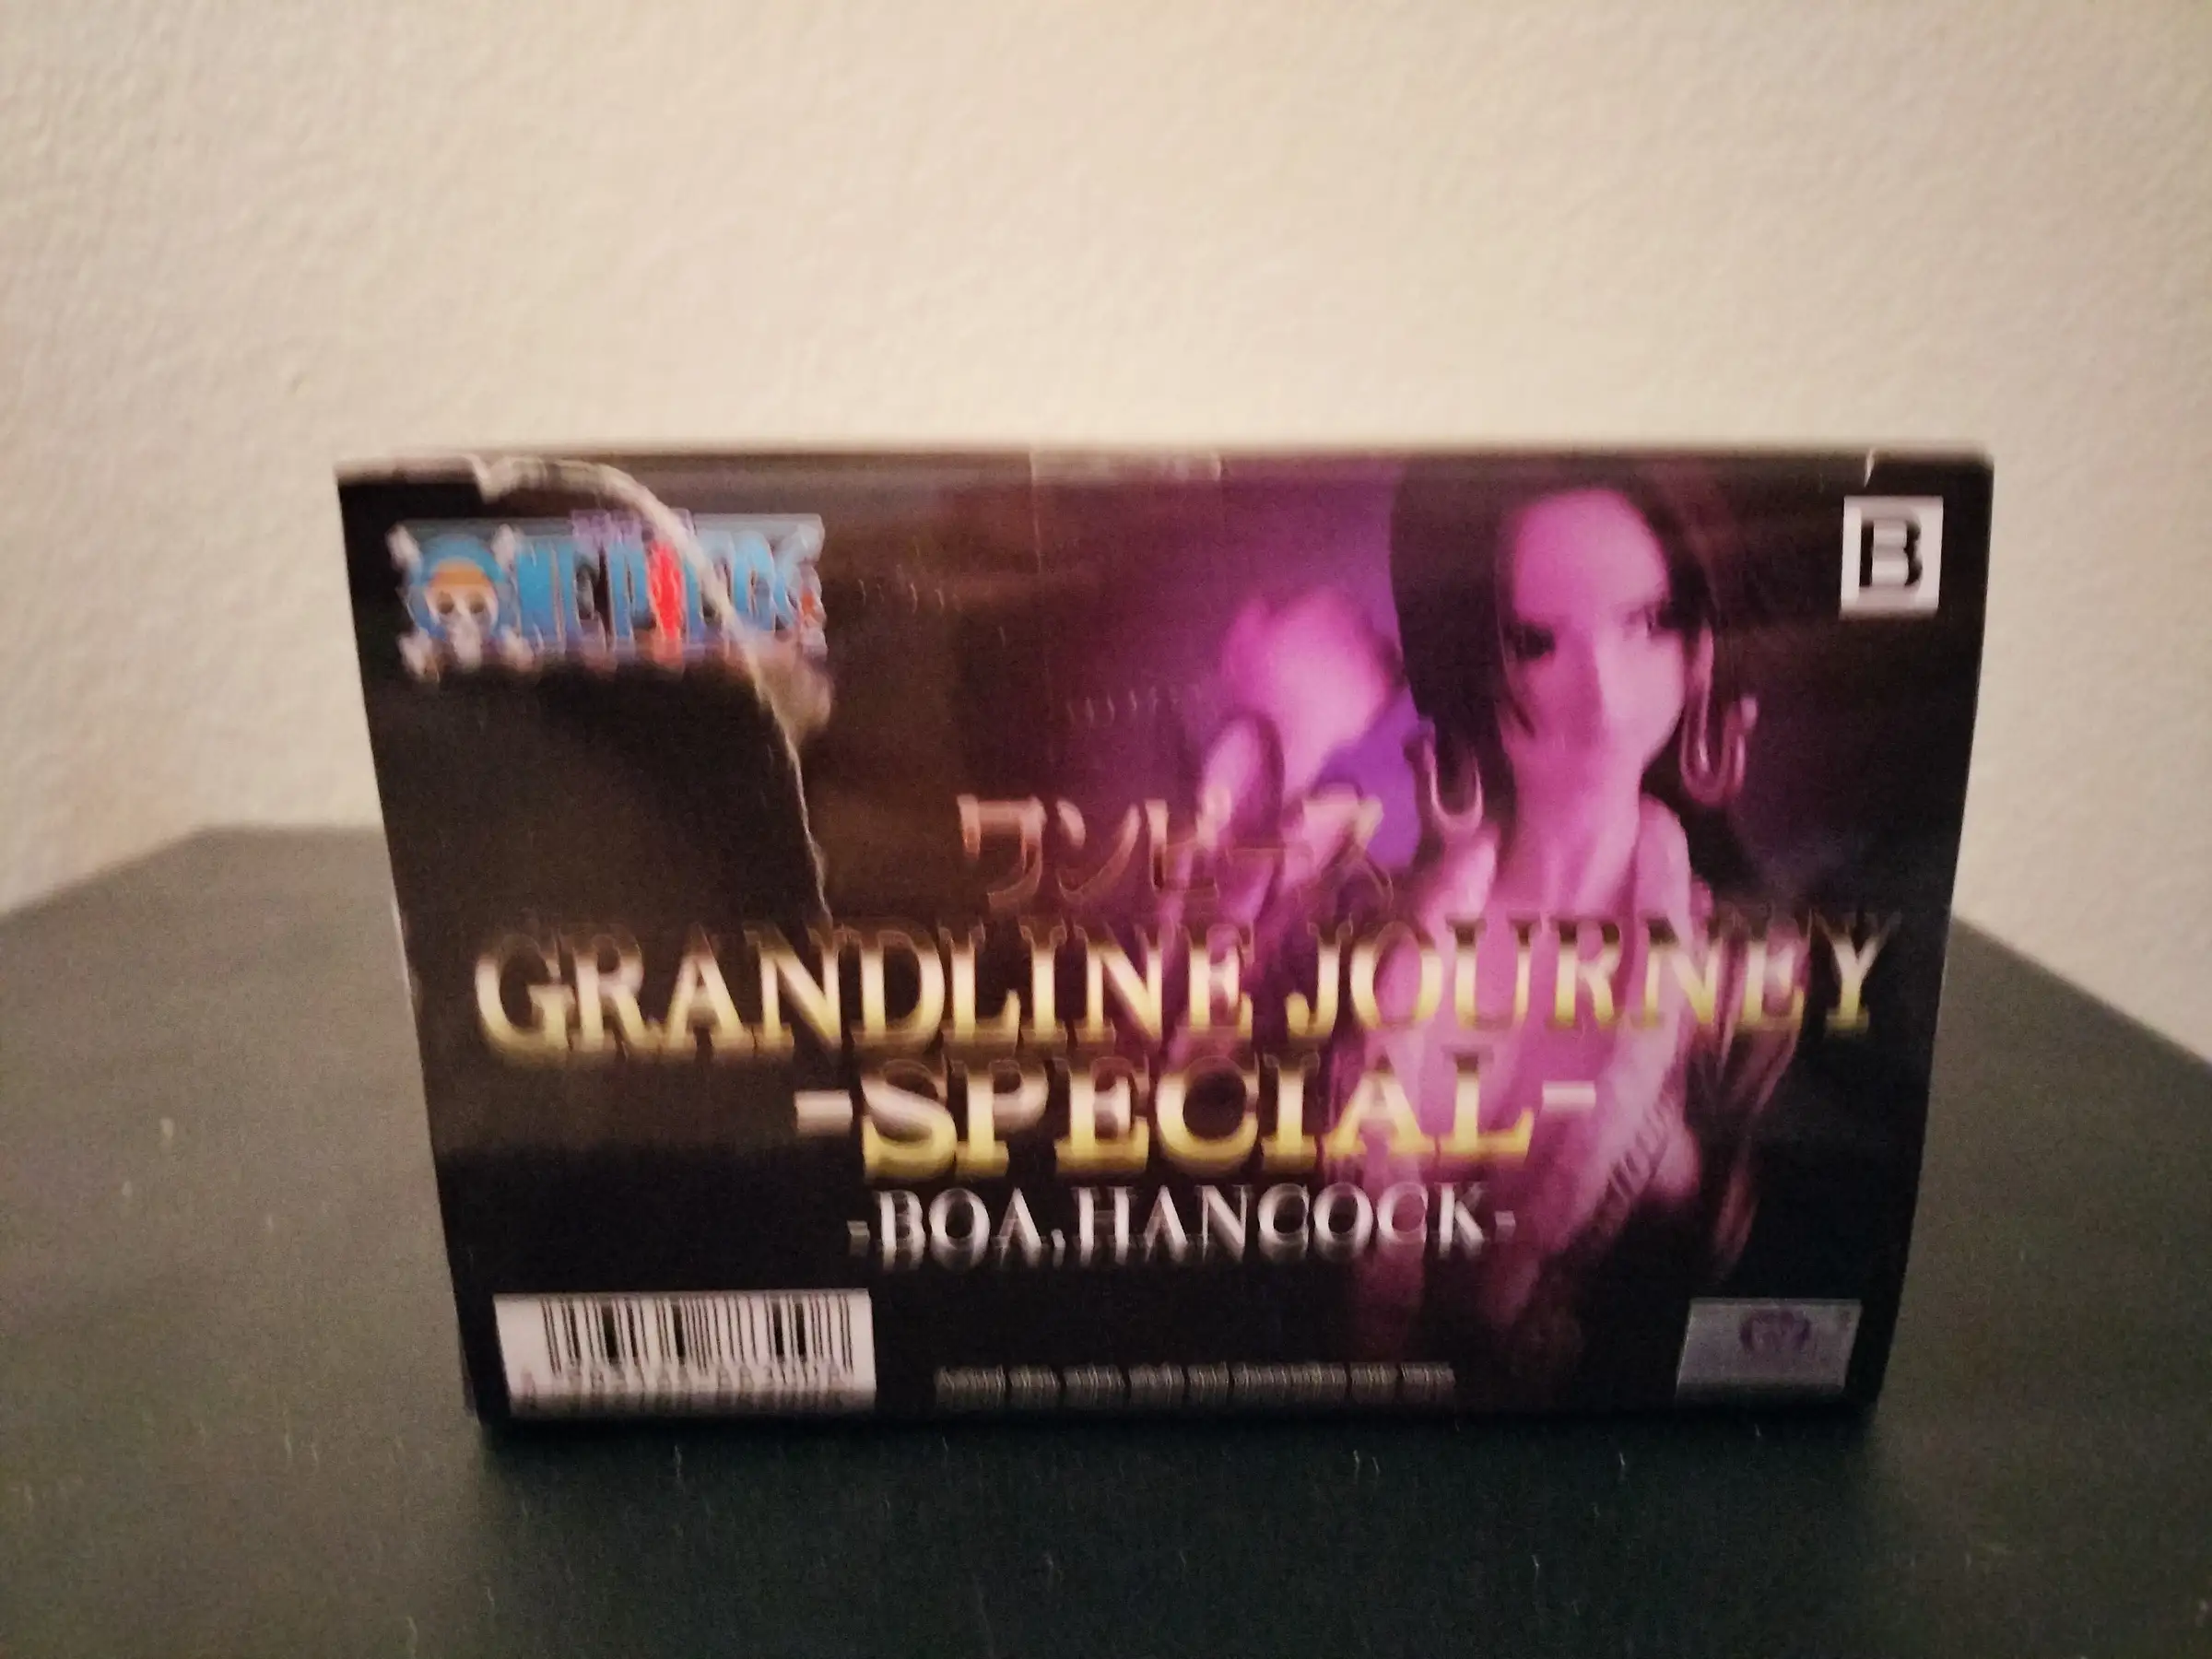 ONE PIECE
B
ワンピース
GRANDLINE JOURNEY
-SPECIAL-
-BOA.HANCOCK-